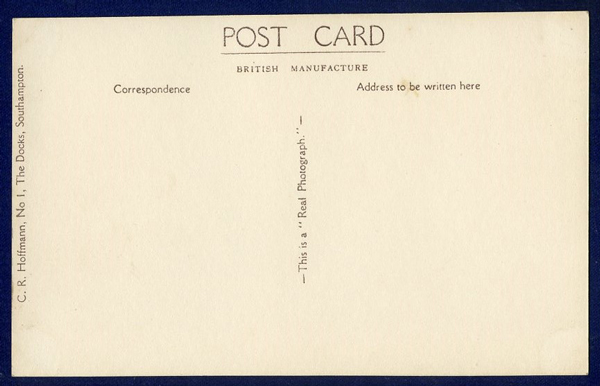 POST CARD
BRITISH MANUFACTURE
Correspondence
Address to be written here
—This is a "Real Photograph."—
C. R. Hoffmann, No 1, The Docks, Southampton.